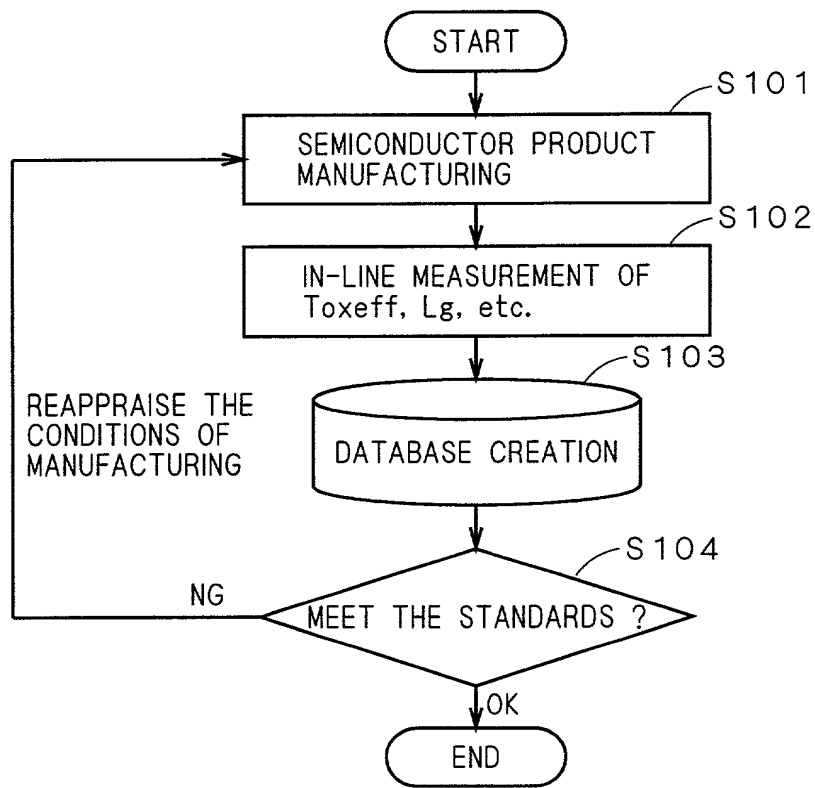 START
S101
SEMICONDUCTOR PRODUCT
MANUFACTURING
S102
IN-LINE MEASUREMENT OF
Toxeff, Lg, etc.
S103
DATABASE CREATION
REAPPRAISE THE
CONDITIONS OF
MANUFACTURING
S104
NG
MEET THE STANDARDS ?
OK
END